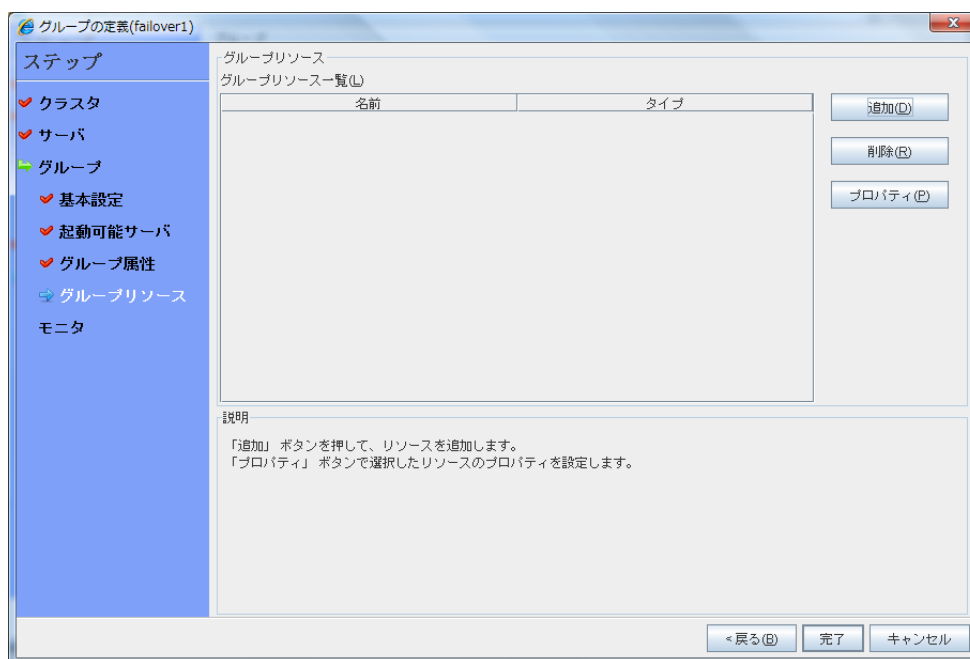 グループの定義(failover1)
ステップ
クラスタ
サーバ
グループ
基本設定
起動可能サーバ
グループ属性
グループリソース
モニタ
グループリソース
グループリソース一覧(L)
名前 タイプ
追加(D)
削除(R)
プロパティ(P)
説明
「追加」 ボタンを押して、リソースを追加します。
「プロパティ」 ボタンで選択したリソースのプロパティを設定します。
<戻る(B) 完了 キャンセル